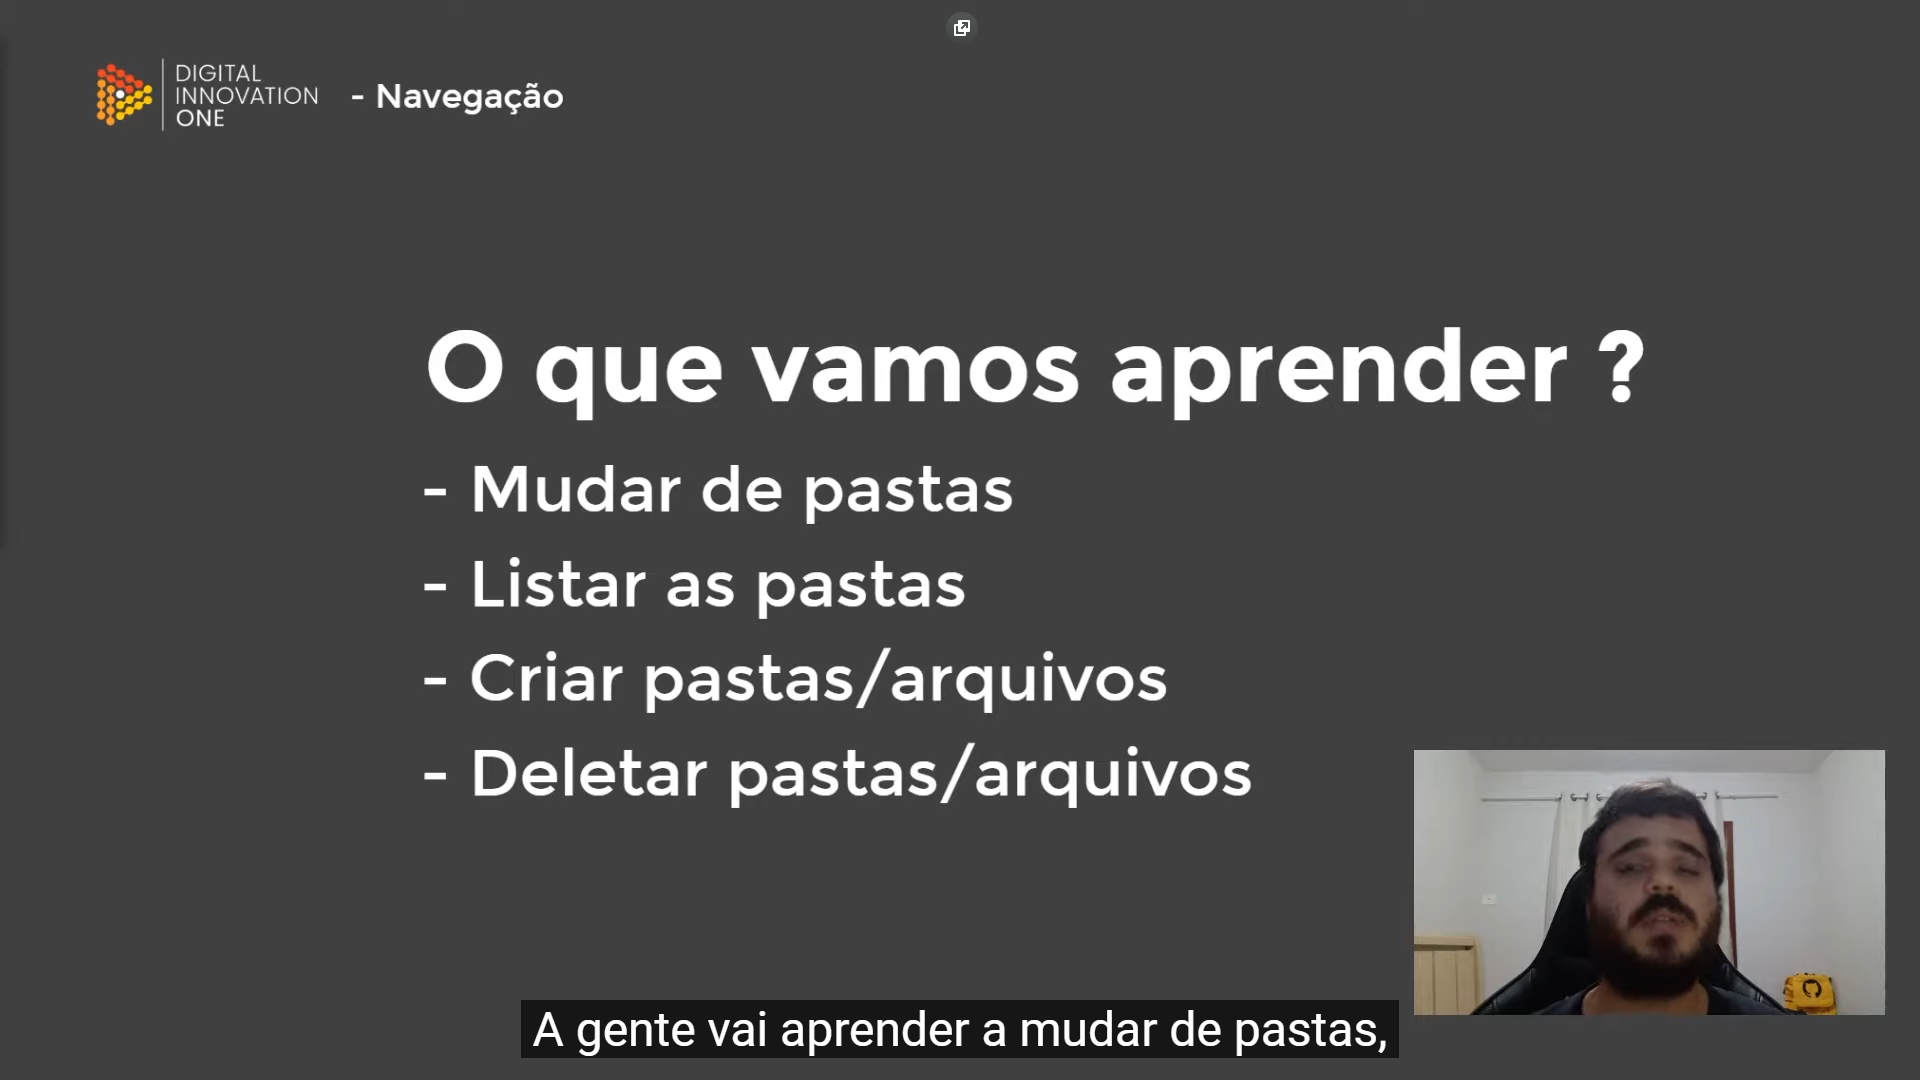 DIGITAL
INNOVATION
ONE
- Navegação
O que vamos aprender ?
- Mudar de pastas
- Listar as pastas
- Criar pastas/arquivos
- Deletar pastas/arquivos
A gente vai aprender a mudar de pastas,